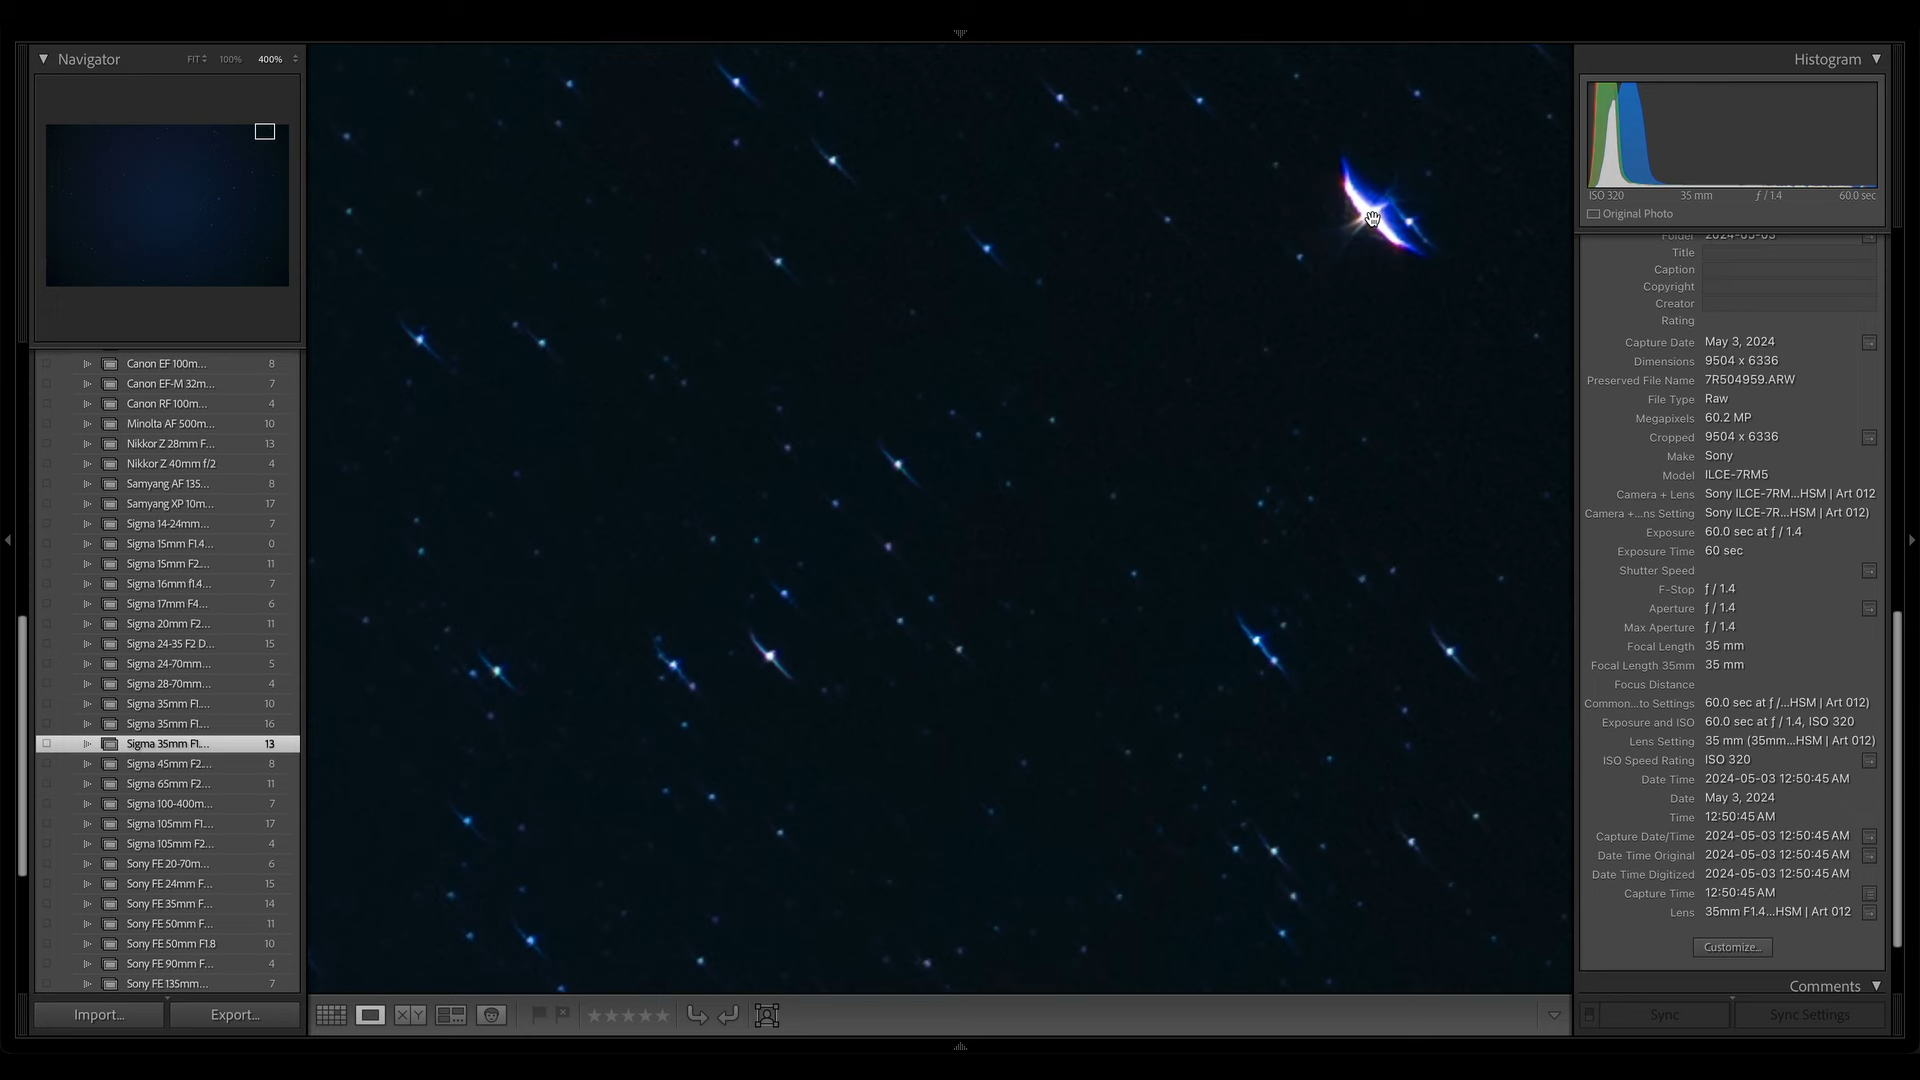 Navigator
FIT
100%
400%
Canon EF 100m... 8
Canon EF-M 32m... 7
Canon RF 100m... 4
Minolta AF 500m... 10
Nikkor Z 28mm F... 13
Nikkor Z 40mm f/2 4
Samyang AF 135... 8
Samyang XP 10m... 17
Sigma 14-24mm... 7
Sigma 15mm F1.4... 0
Sigma 15mm F2.... 11
Sigma 16mm f1.4... 7
Sigma 17mm F4... 6
Sigma 20mm F2... 11
Sigma 24-35 F2 D... 15
Sigma 24-70mm... 5
Sigma 28-70mm... 4
Sigma 35mm F1.... 10
Sigma 35mm F1.... 16
Sigma 35mm F1.... 13
Sigma 45mm F2.... 8
Sigma 65mm F2... 11
Sigma 100-400m... 7
Sigma 105mm F1.... 17
Sigma 105mm F2... 4
Sony FE 20-70m... 6
Sony FE 24mm F... 15
Sony FE 35mm F... 14
Sony FE 50mm F... 11
Sony FE 50mm F1.8 10
Sony FE 90mm F... 4
Sony FE 135mm... 7
Import...
Export...
X Y
Histogram
ISO 320 35 mm ƒ / 1.4 60.0 sec
Original Photo
Folder 2024-05-03
Title
Caption
Copyright
Creator
Rating
Capture Date May 3, 2024
Dimensions 9504 x 6336
Preserved File Name 7R504959.ARW
File Type Raw
Megapixels 60.2 MP
Cropped 9504 x 6336
Make Sony
Model ILCE-7RM5
Camera + Lens Sony ILCE-7RM...HSM | Art 012
Camera +...ns Setting Sony ILCE-7R...HSM | Art 012)
Exposure 60.0 sec at ƒ / 1.4
Exposure Time 60 sec
Shutter Speed
F-Stop ƒ / 1.4
Aperture ƒ / 1.4
Max Aperture ƒ / 1.4
Focal Length 35 mm
Focal Length 35mm 35 mm
Focus Distance
Common...to Settings 60.0 sec at ƒ /...HSM | Art 012)
Exposure and ISO 60.0 sec at ƒ / 1.4, ISO 320
Lens Setting 35 mm (35mm...HSM | Art 012)
ISO Speed Rating ISO 320
Date Time 2024-05-03 12:50:45 AM
Date May 3, 2024
Time 12:50:45 AM
Capture Date/Time 2024-05-03 12:50:45 AM
Date Time Original 2024-05-03 12:50:45 AM
Date Time Digitized 2024-05-03 12:50:45 AM
Capture Time 12:50:45 AM
Lens 35mm F1.4...HSM | Art 012
Customize...
Comments
Sync
Sync Settings